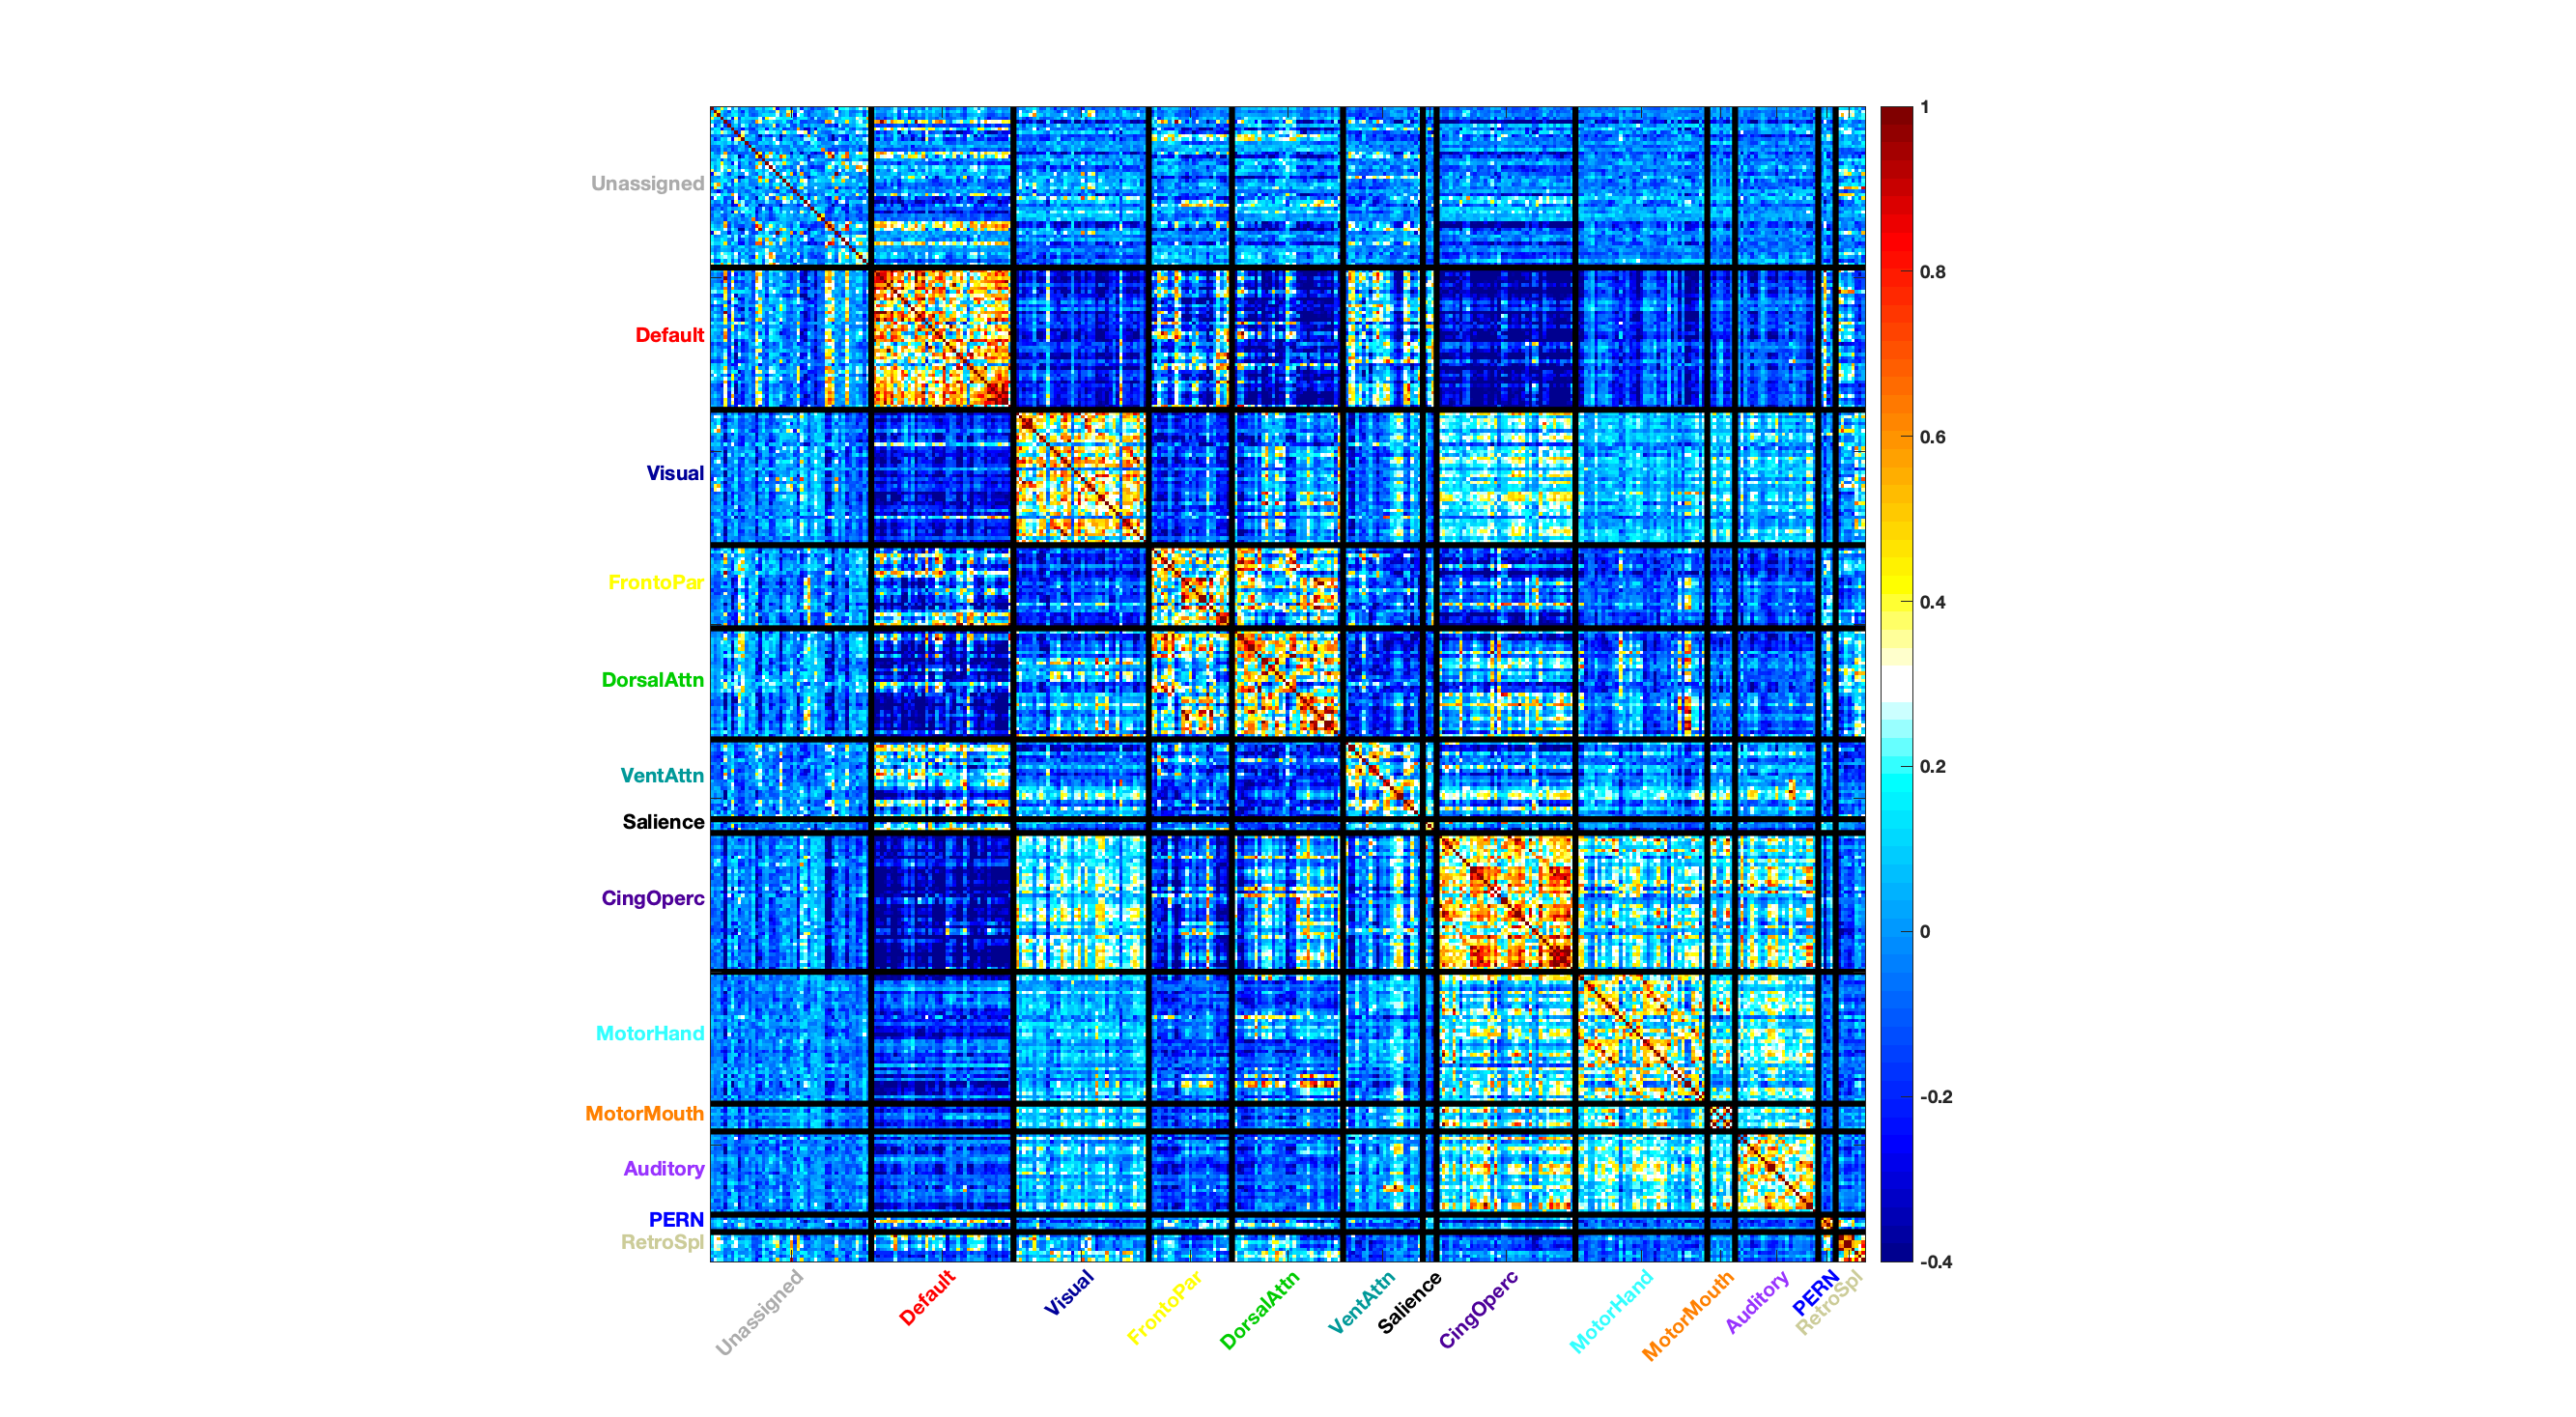 Unassigned
Default
Visual
FrontoPar
DorsalAttn
VentAttn
Salience
CingOperc
MotorHand
MotorMouth
Auditory
PERN
RetroSpl
Unassigned
Default
Visual
FrontoPar
DorsalAttn
VentAttn
Salience
CingOperc
MotorHand
MotorMouth
Auditory
PERN
RetroSpl
1
0.8
0.6
0.4
0.2
0
-0.2
-0.4